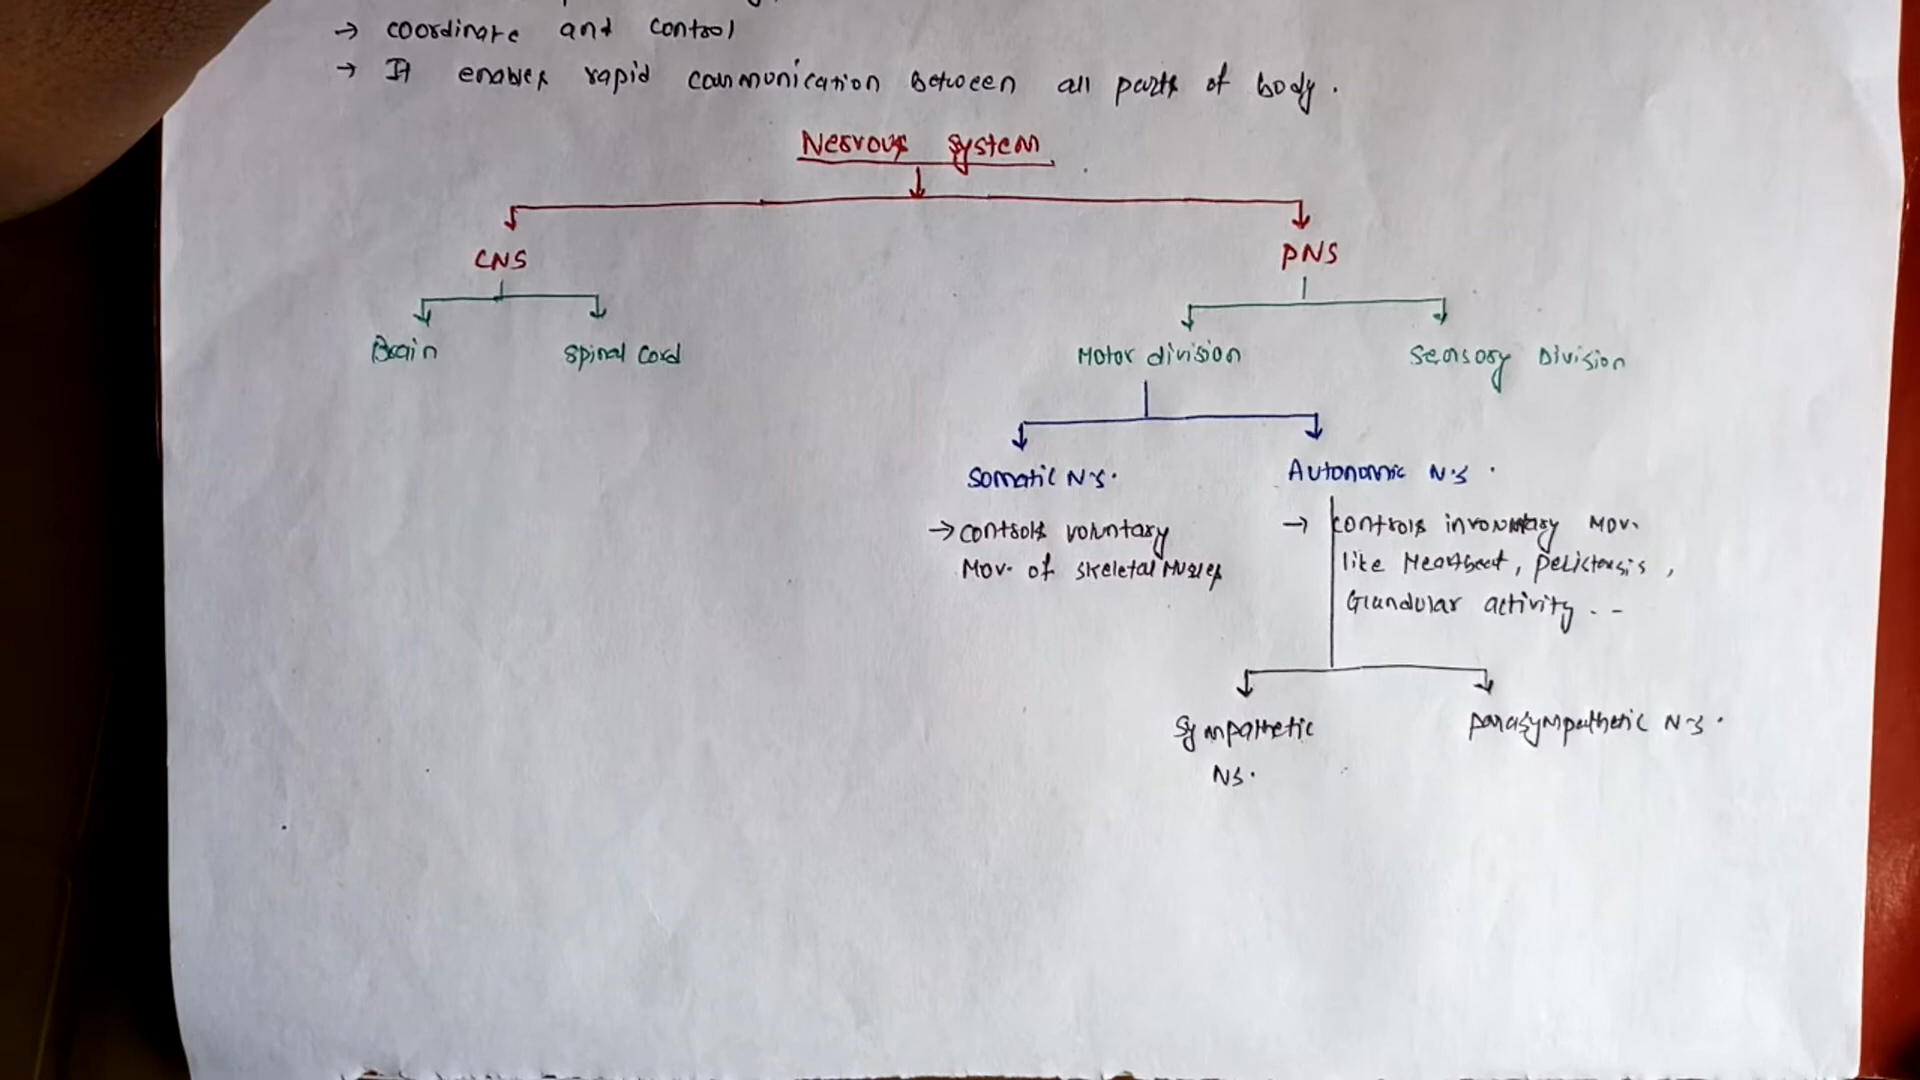 → coordinate and control
→ It enables rapid communication between all parts of body.
Nervous system
CNS
PNS
Brain
spinal cord
Motor division
sensory Division
Somatic N.S.
Autonomic N.S.
→ controls voluntary
Mov. of skeletal Muscles
→ controls involuntary Mov.
like Heartbeat, pelistersis,
Glandular activity . -
Sympathetic
NS.
parasympathetic N.S.